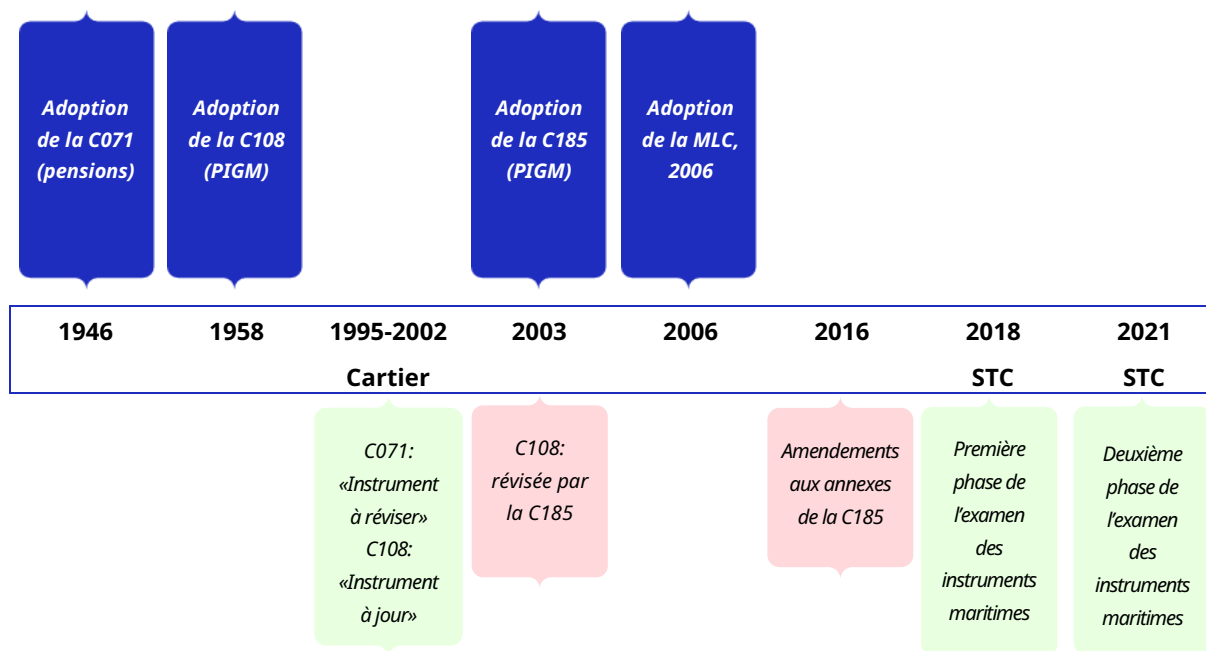 Adoption
de la C071
(pensions)
Adoption
de la C108
(PIGM)
Adoption
de la C185
(PIGM)
Adoption
de la MLC,
2006
1946
1958
1995-2002
Cartier
2003
2006
2016
2018
STC
2021
STC
C071:
«Instrument
à réviser»
C108:
«Instrument
à jour»
C108:
révisée par
la C185
Amendements
aux annexes
de la C185
Première
phase de
l’examen
des
instruments
maritimes
Deuxième
phase de
l’examen
des
instruments
maritimes